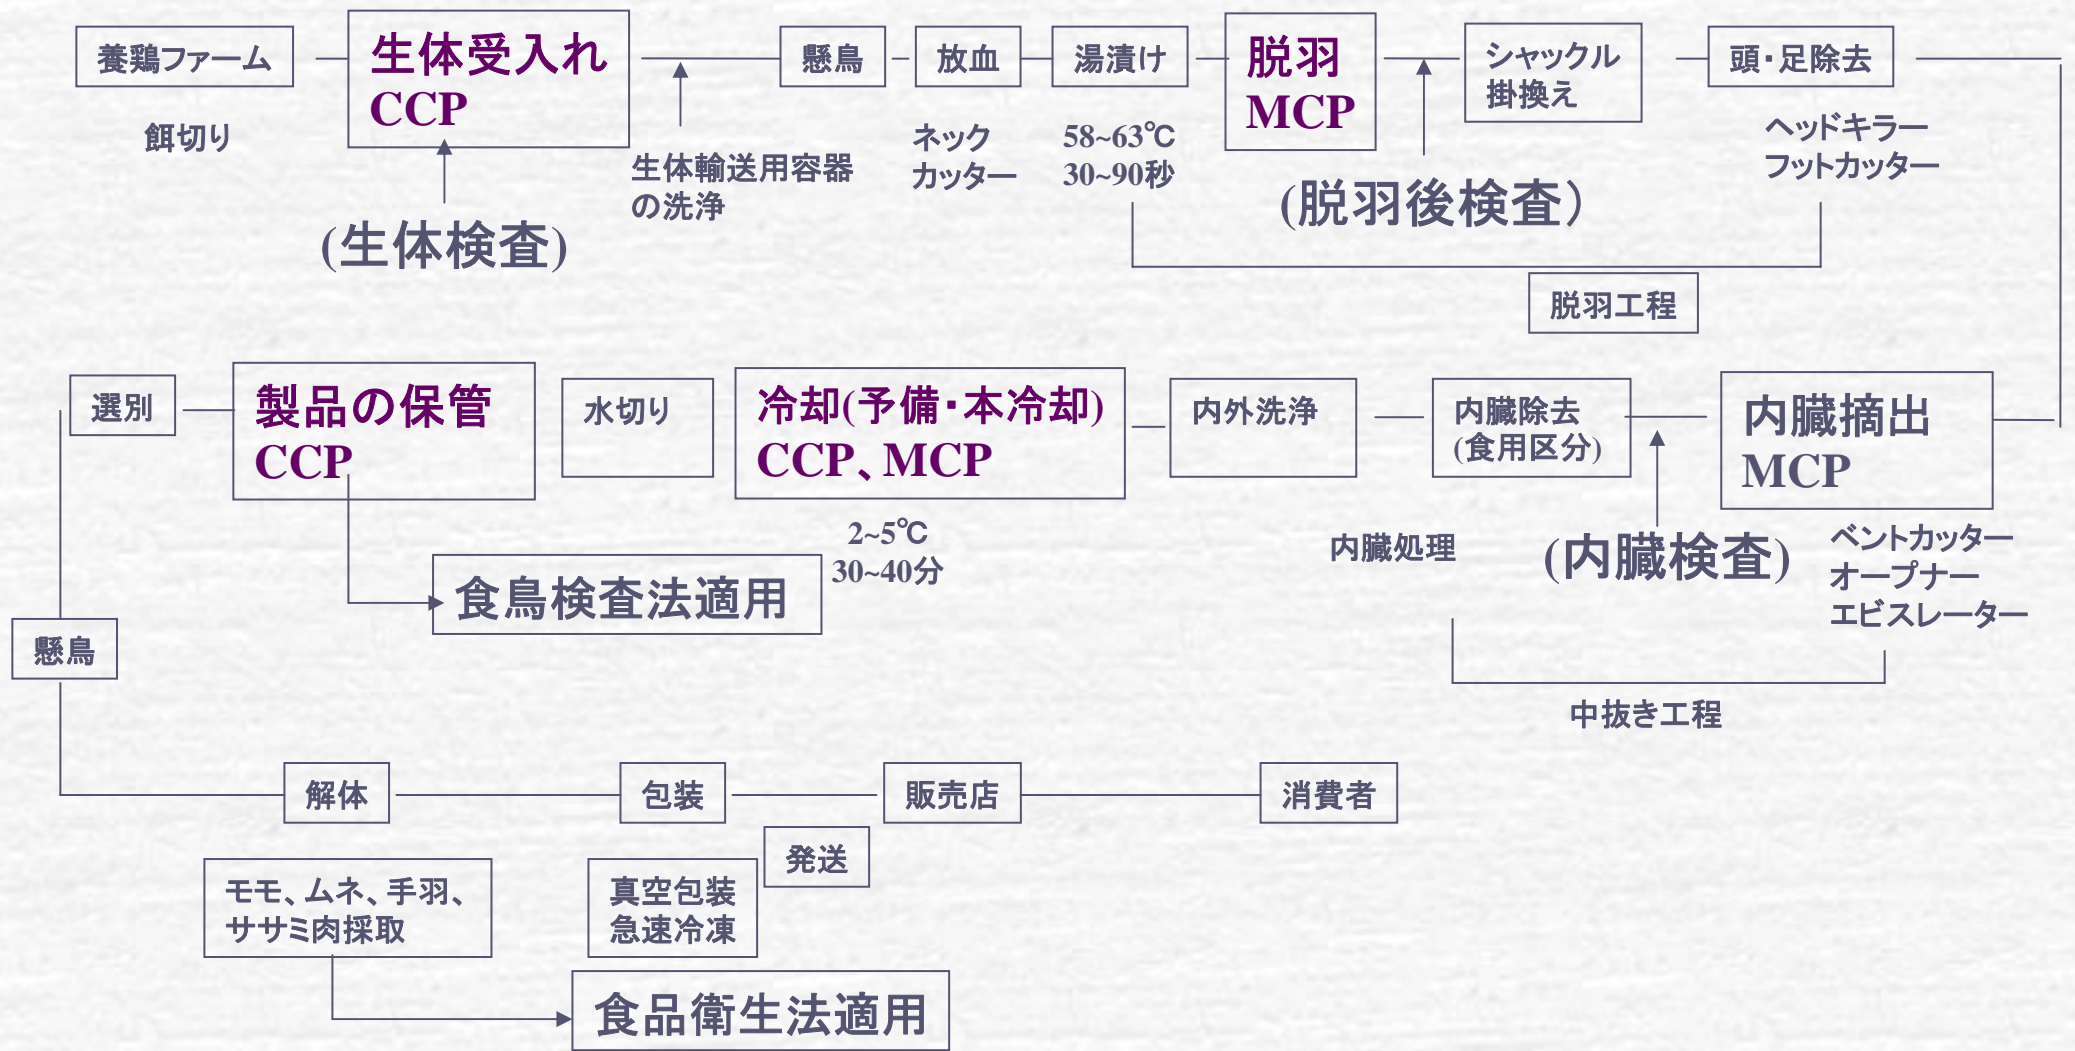 養鶏ファーム
餌切り
生体受入れ
CCP
(生体検査)
生体輸送用容器
の洗浄
懸鳥
放血
ネック
カッター
湯漬け
58~63℃
30~90秒
脱羽
MCP
(脱羽後検査)
シャックル
掛換え
頭・足除去
ヘッドキラー
フットカッター
脱羽工程
内臓摘出
MCP
ベントカッター
オープナー
エビスレーター
(内臓検査)
内臓除去
(食用区分)
内臓処理
中抜き工程
内外洗浄
冷却(予備・本冷却)
CCP、MCP
2~5℃
30~40分
水切り
製品の保管
CCP
食鳥検査法適用
選別
懸鳥
解体
モモ、ムネ、手羽、
ササミ肉採取
食品衛生法適用
包装
真空包装
急速冷凍
発送
販売店
消費者